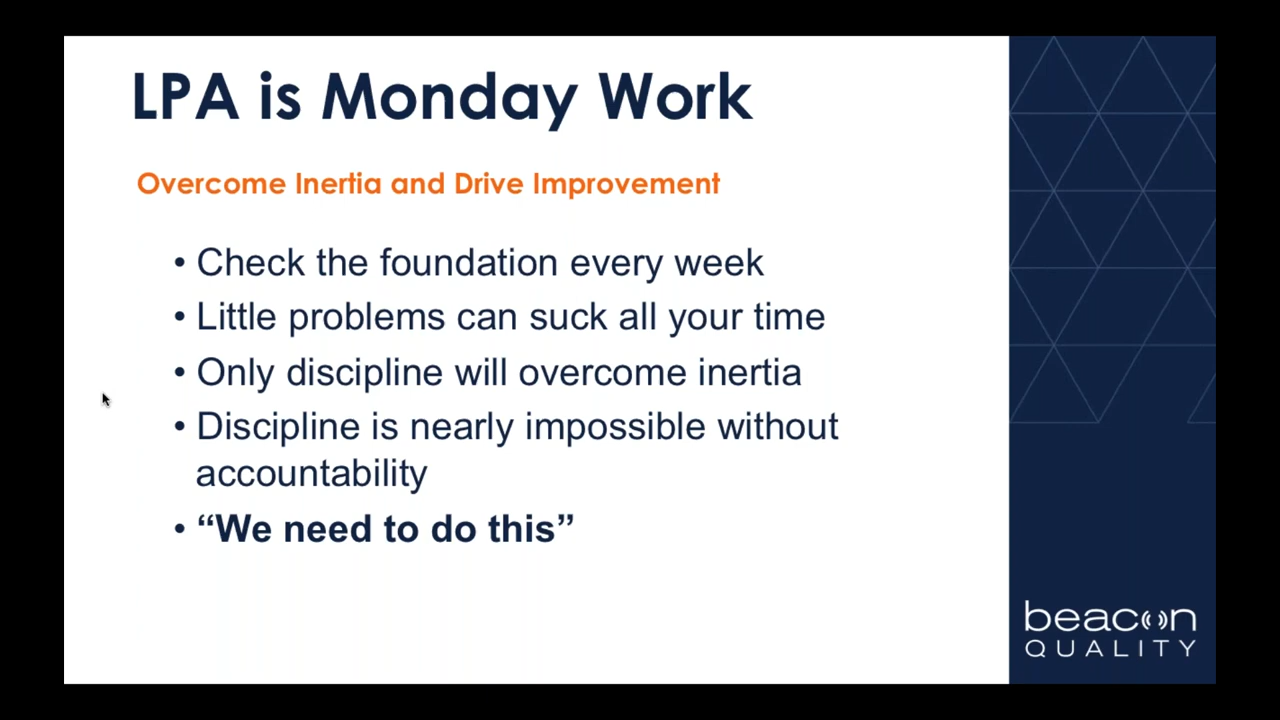 LPA is Monday Work
Overcome Inertia and Drive Improvement
• Check the foundation every week
• Little problems can suck all your time
• Only discipline will overcome inertia
• Discipline is nearly impossible without
accountability
• “We need to do this”
beacon
QUALITY